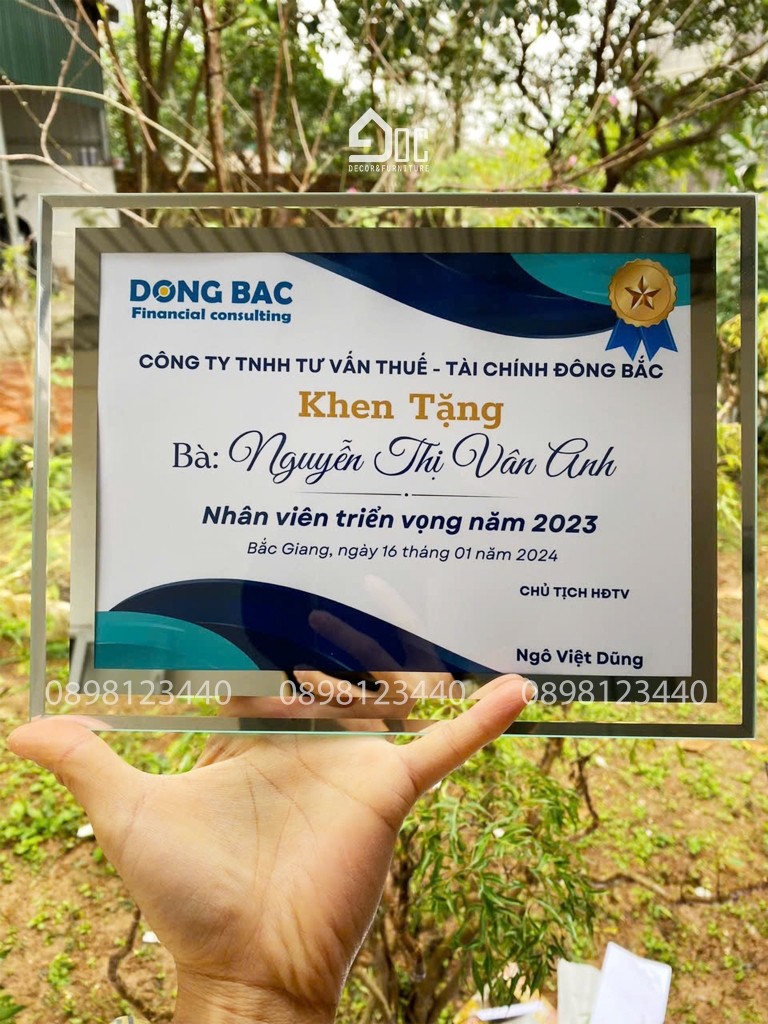 DOC
DECOR&FURNITURE
DONG BAC
Financial consulting
CÔNG TY TNHH TƯ VẤN THUẾ - TÀI CHÍNH ĐÔNG BẮC
Khen Tặng
Bà: Nguyễn Thị Vân Anh
Nhân viên triển vọng năm 2023
Bắc Giang, ngày 16 tháng 01 năm 2024
CHỦ TỊCH HĐTV
Ngô Việt Dũng
0898123440 0898123440 0898123440